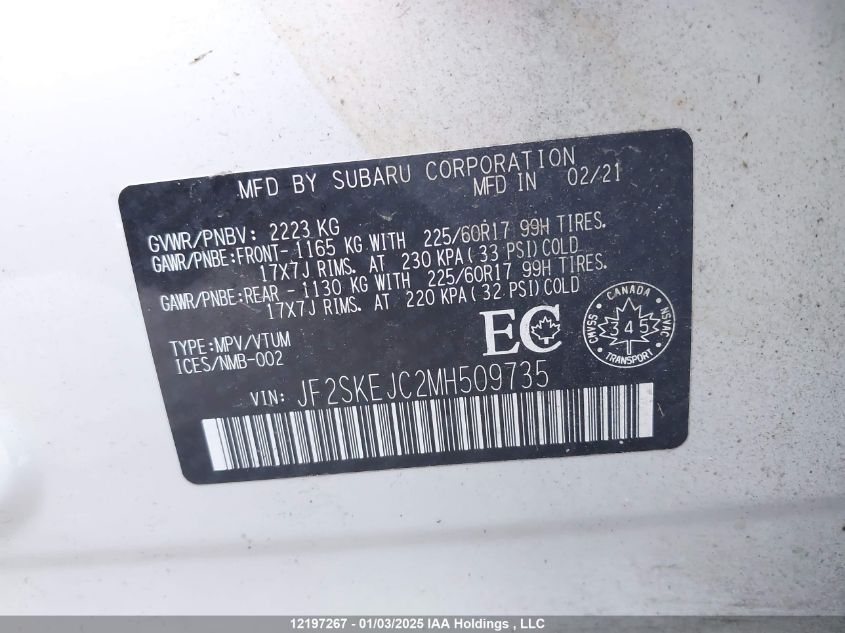 MFD BY SUBARU CORPORATION
MFD IN 02/21
GVWR/PNBV: 2223 KG
GAWR/PNBE:FRONT- 1165 KG WITH 225/60R17 99H TIRES.
17X7J RIMS. AT 230 KPA(33 PSI)COLD
GAWR/PNBE:REAR - 1130 KG WITH 225/60R17 99H TIRES.
17X7J RIMS. AT 220 KPA(32 PSI)COLD
TYPE:MPV/VTUM
ICES/NMB-002
EC
CANADA
CMVSS
345
NSVAC
TRANSPORT
VIN: JF2SKEJC2MH509735
12197267 - 01/03/2025 IAA Holdings , LLC